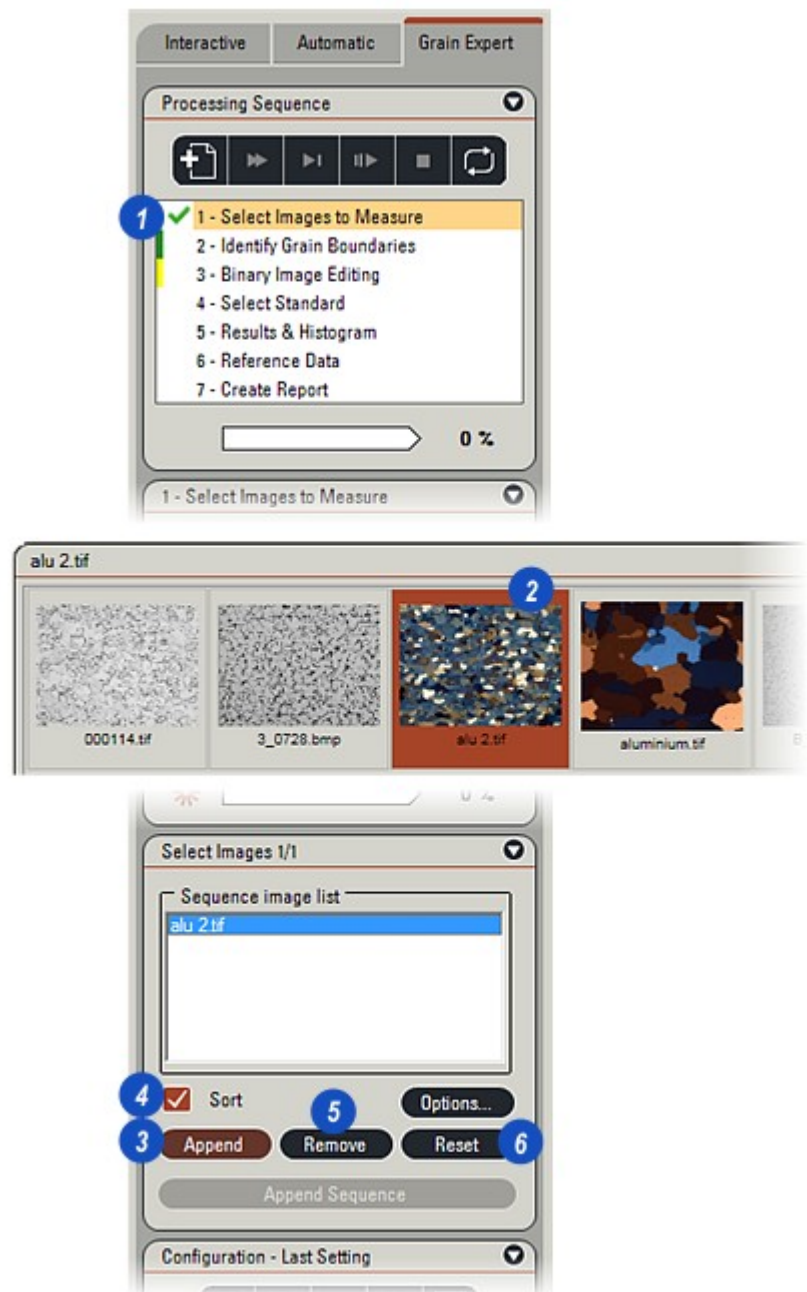 Interactive Automatic Grain Expert
Processing Sequence
1
1 - Select Images to Measure
2 - Identify Grain Boundaries
3 - Binary Image Editing
4 - Select Standard
5 - Results & Histogram
6 - Reference Data
7 - Create Report
0 %
1 - Select Images to Measure
alu 2.tif
2
000114.tif 3_0728.bmp alu 2.tif aluminium.tif
0 %
Select Images 1/1
Sequence image list
alu 2.tif
4 Sort 5 Options...
3 Append Remove Reset 6
Append Sequence
Configuration - Last Setting